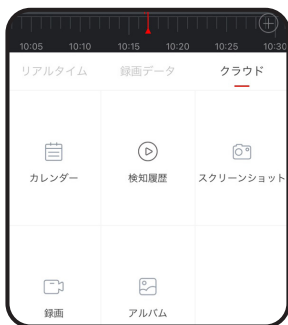 10:05 10:10 10:15 10:20 10:25 10:30
リアルタイム 録画データ クラウド
カレンダー 検知履歴 スクリーンショット
録画 アルバム